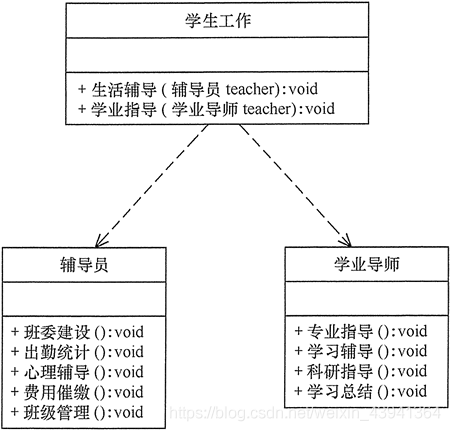 学生工作
+ 生活辅导 ( 辅导员 teacher):void
+ 学业指导 ( 学业导师 teacher):void
辅导员
+ 班委建设 ():void
+ 出勤统计 ():void
+ 心理辅导 ():void
+ 费用催缴 ():void
+ 班级管理 ():void
学业导师
+ 专业指导 ():void
+ 学习辅导 ():void
+ 科研指导 ():void
+ 学习总结 ():void
https://blog.csdn.net/weixin_43941364